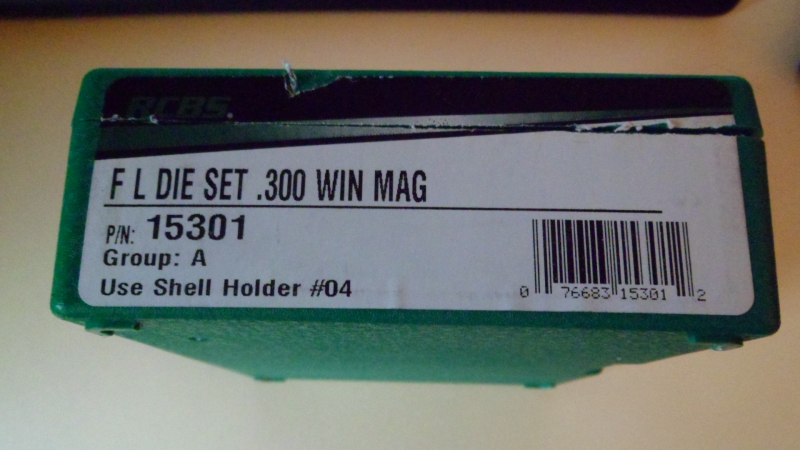 RCBS.
F L DIE SET .300 WIN MAG
P/N: 15301
Group: A
Use Shell Holder #04
0 76683 15301 2